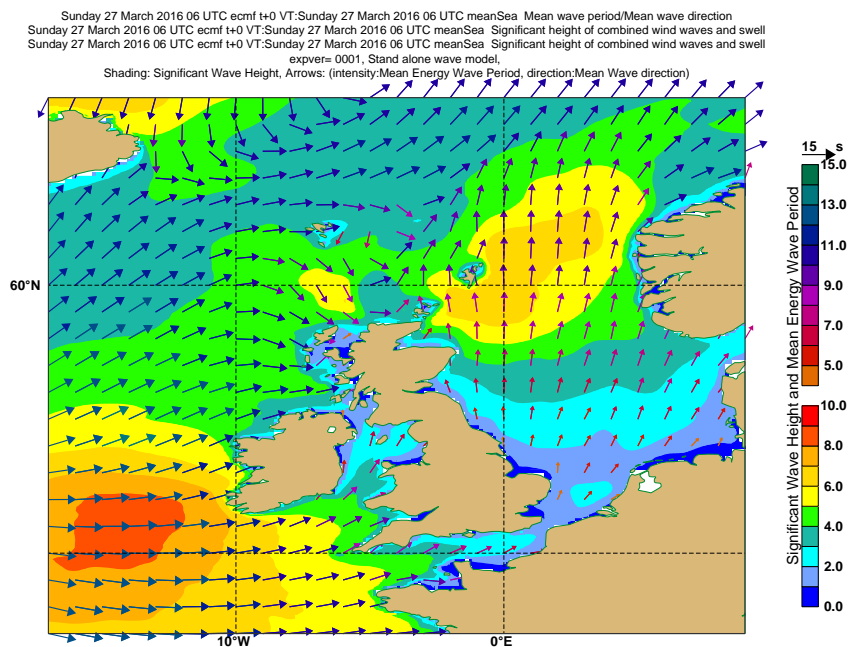 Sunday 27 March 2016 06 UTC ecmf t+0 VT:Sunday 27 March 2016 06 UTC meanSea Mean wave period/Mean wave direction
Sunday 27 March 2016 06 UTC ecmf t+0 VT:Sunday 27 March 2016 06 UTC meanSea Significant height of combined wind waves and swell
Sunday 27 March 2016 06 UTC ecmf t+0 VT:Sunday 27 March 2016 06 UTC meanSea Significant height of combined wind waves and swell
expver= 0001, Stand alone wave model,
Shading: Significant Wave Height, Arrows: (intensity:Mean Energy Wave Period, direction:Mean Wave direction)
15 s
15.0
13.0
11.0
9.0
7.0
5.0
10.0
8.0
6.0
4.0
2.0
0.0
Significant Wave Height and Mean Energy Wave Period
60°N
10°W
0°E